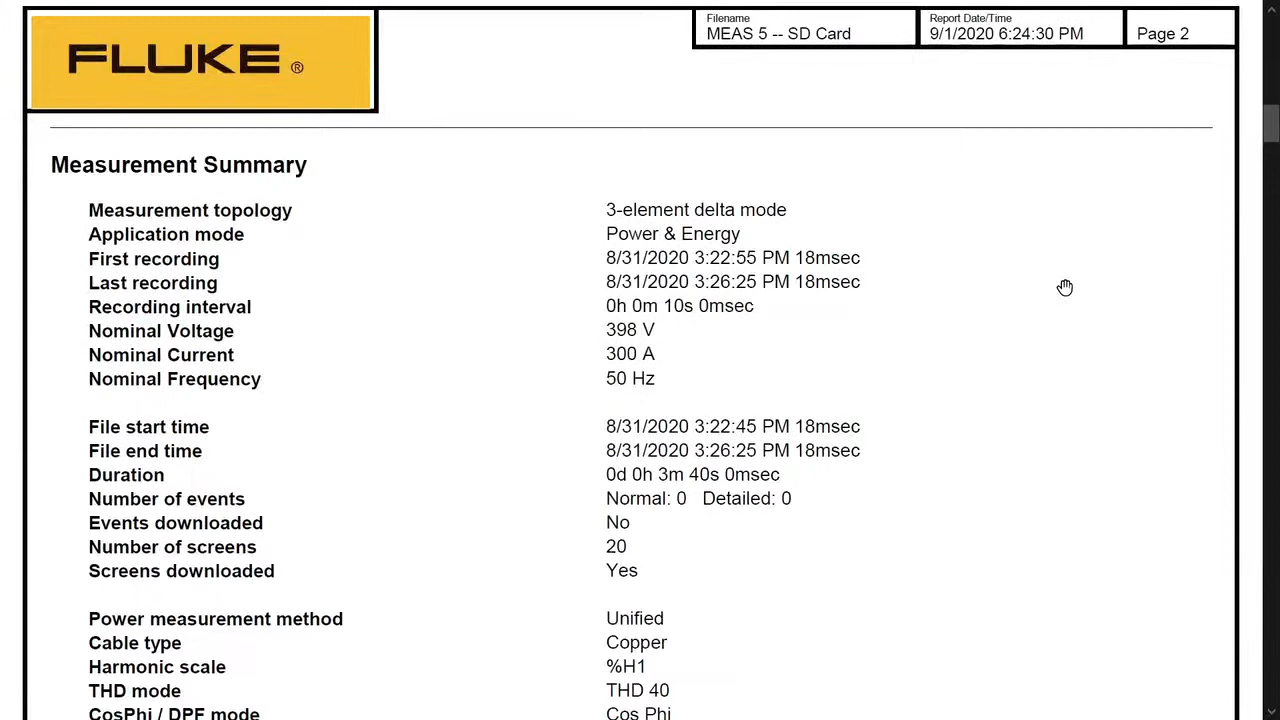 FLUKE ®
Filename
MEAS 5 -- SD Card
Report Date/Time
9/1/2020 6:24:30 PM
Page 2
Measurement Summary
Measurement topology 3-element delta mode
Application mode Power & Energy
First recording 8/31/2020 3:22:55 PM 18msec
Last recording 8/31/2020 3:26:25 PM 18msec
Recording interval 0h 0m 10s 0msec
Nominal Voltage 398 V
Nominal Current 300 A
Nominal Frequency 50 Hz
File start time 8/31/2020 3:22:45 PM 18msec
File end time 8/31/2020 3:26:25 PM 18msec
Duration 0d 0h 3m 40s 0msec
Number of events Normal: 0 Detailed: 0
Events downloaded No
Number of screens 20
Screens downloaded Yes
Power measurement method Unified
Cable type Copper
Harmonic scale %H1
THD mode THD 40
CosPhi / DPF mode Cos Phi